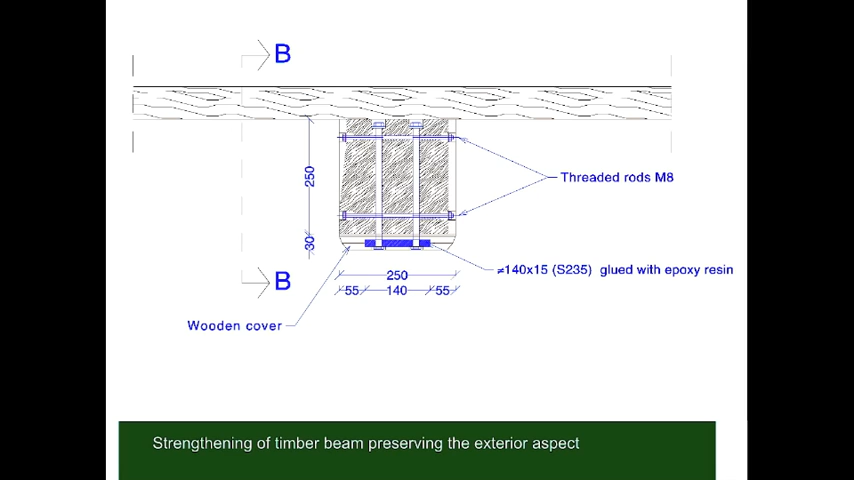 B
250
Threaded rods M8
30
250
≠140x15 (S235) glued with epoxy resin
B
55 140 55
Wooden cover
Strengthening of timber beam preserving the exterior aspect